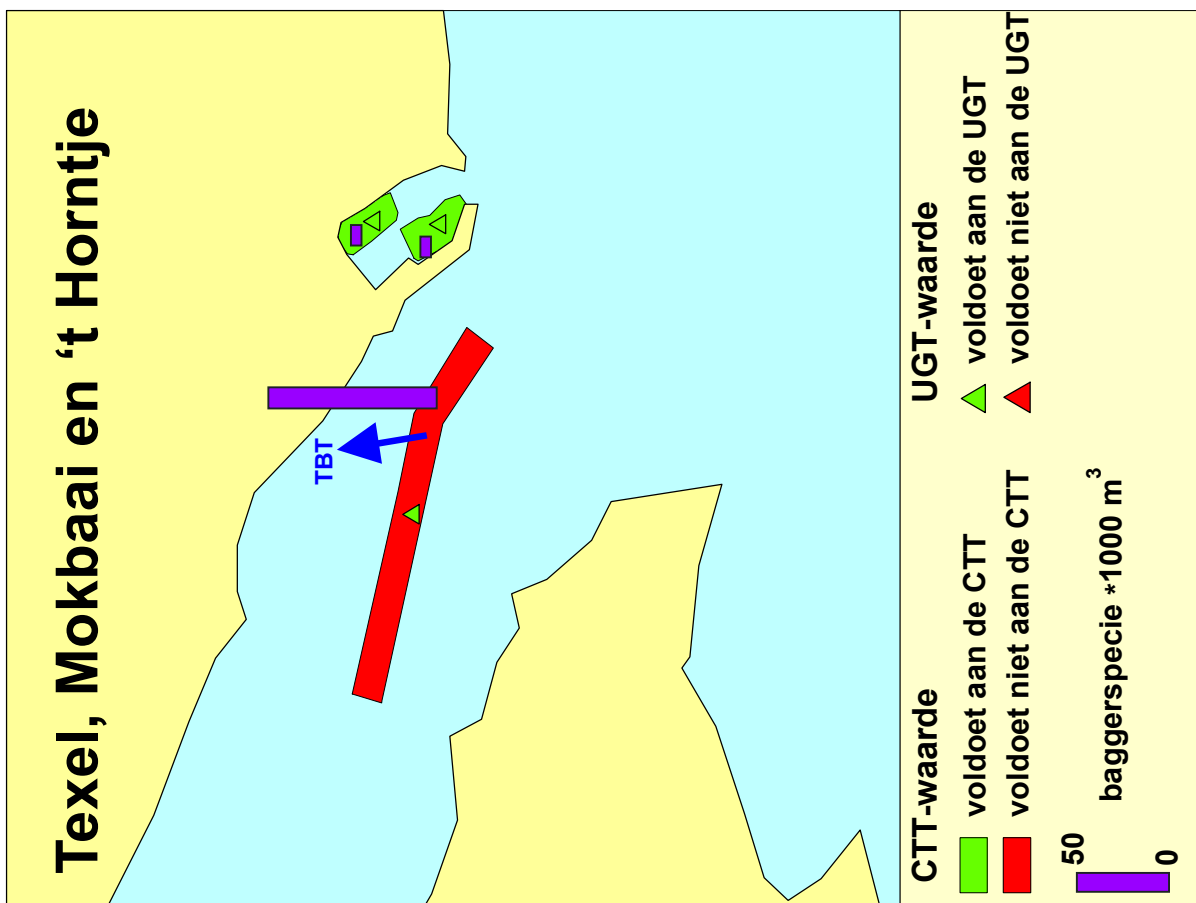 Texel, Mokbaai en ‘t Horntje
TBT
CTT-waarde
voldoet aan de CTT
voldoet niet aan de CTT
50
0
baggerspecie *1000 m³
UGT-waarde
voldoet aan de UGT
voldoet niet aan de UGT